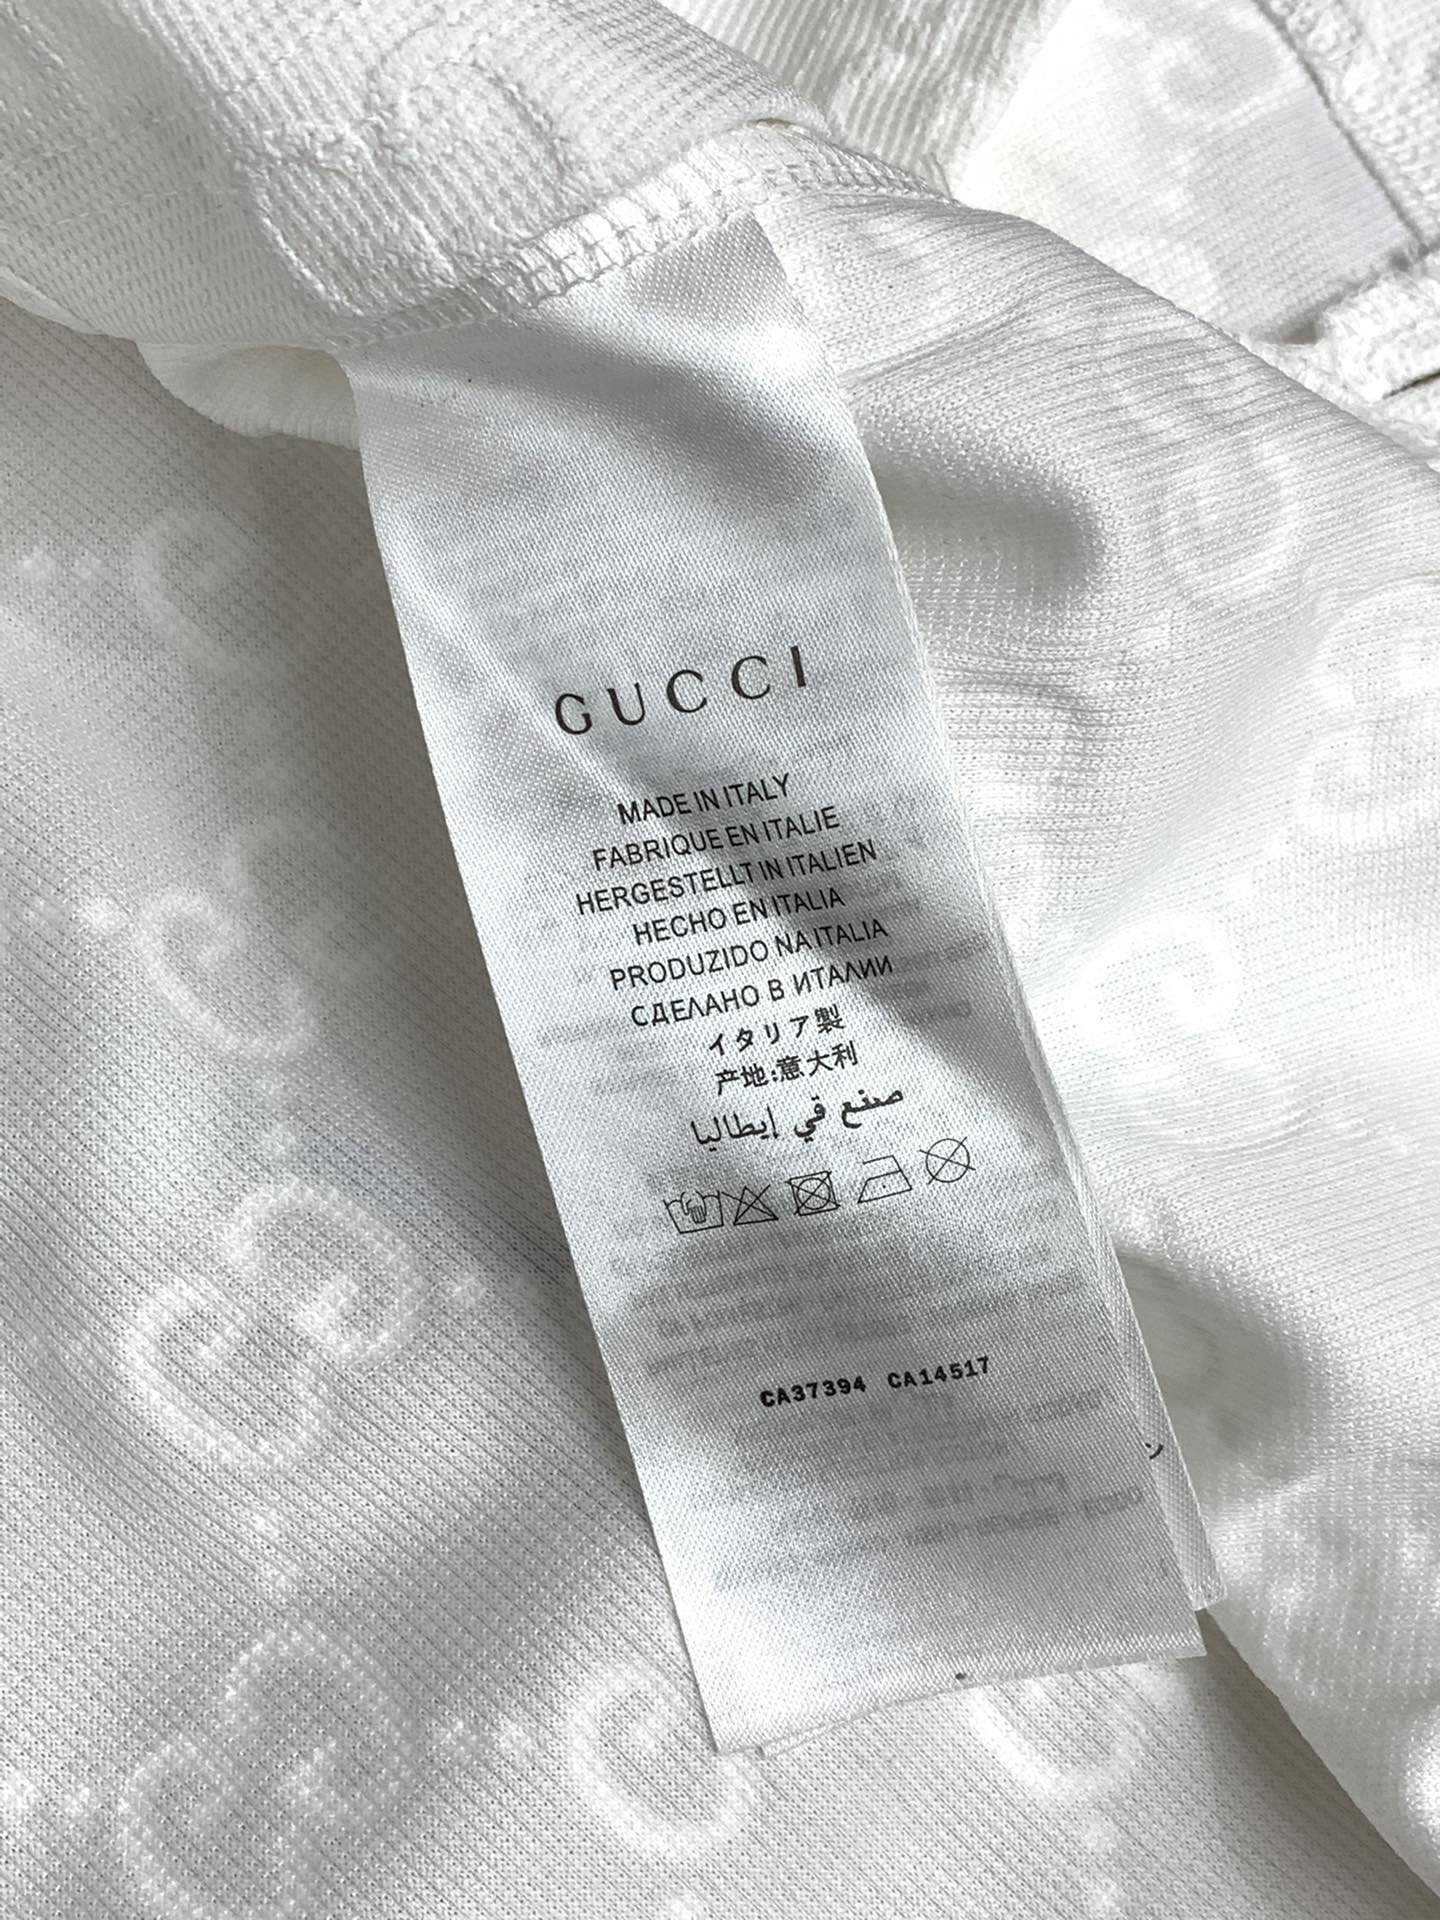 GUCCI
MADE IN ITALY
FABRIQUE EN ITALIE
HERGESTELLT IN ITALIEN
HECHO EN ITALIA
PRODUZIDO NA ITALIA
СДЕЛАНО В ИТАЛИИ
イタリア製
产地:意大利
صنع في إيطاليا
CA37394 CA14517